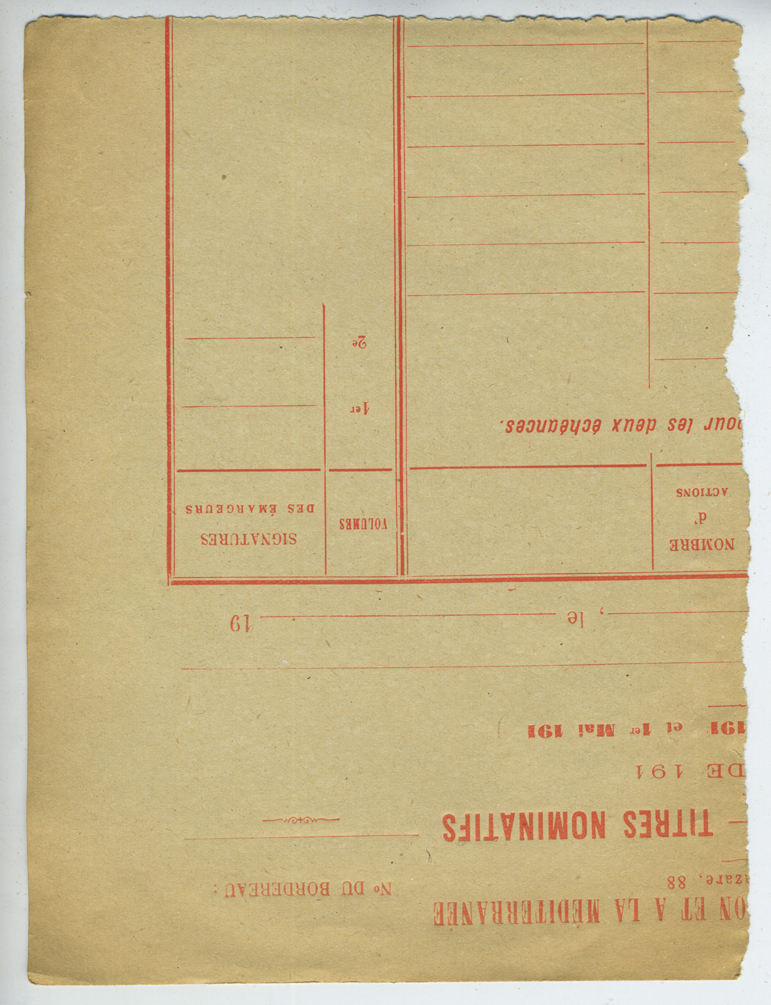 ON ET A LA MÉDITERRANÉE
zare, 88
No DU BORDEREAU :
— TITRES NOMINATIFS
DE 191
191 et 1er Mai 191
, le 19
NOMBRE
d'
ACTIONS
VOLUMES
SIGNATURES
DES ÉMARGEURS
our les deux échéances.
1er
2e